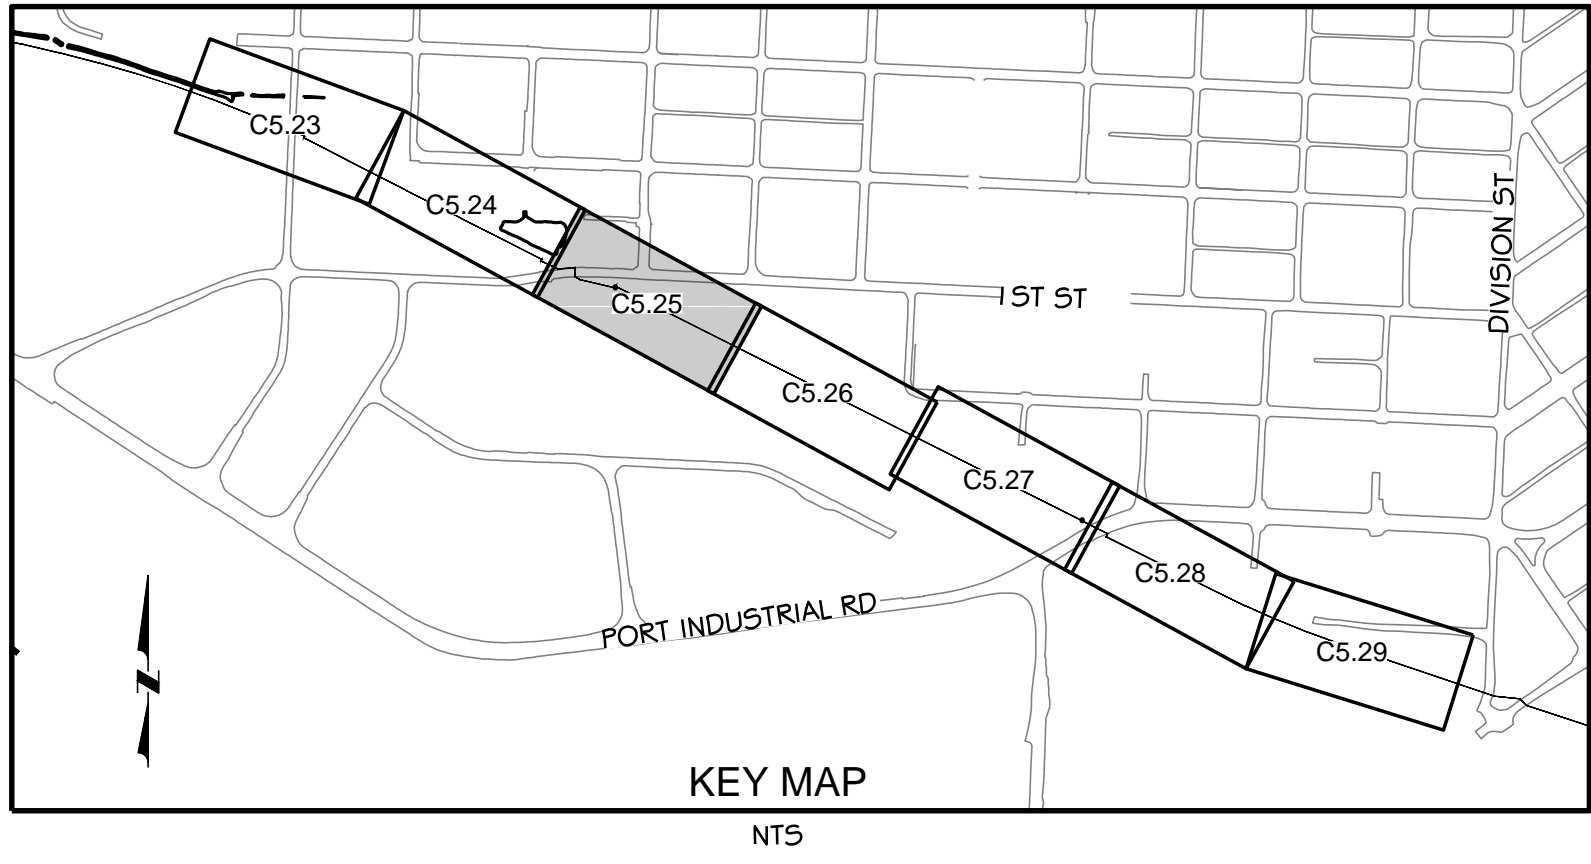 C5.23
C5.24
DIVISION ST
1ST ST
C5.25
C5.26
C5.27
C5.28
PORT INDUSTRIAL RD
C5.29
N
KEY MAP
NTS